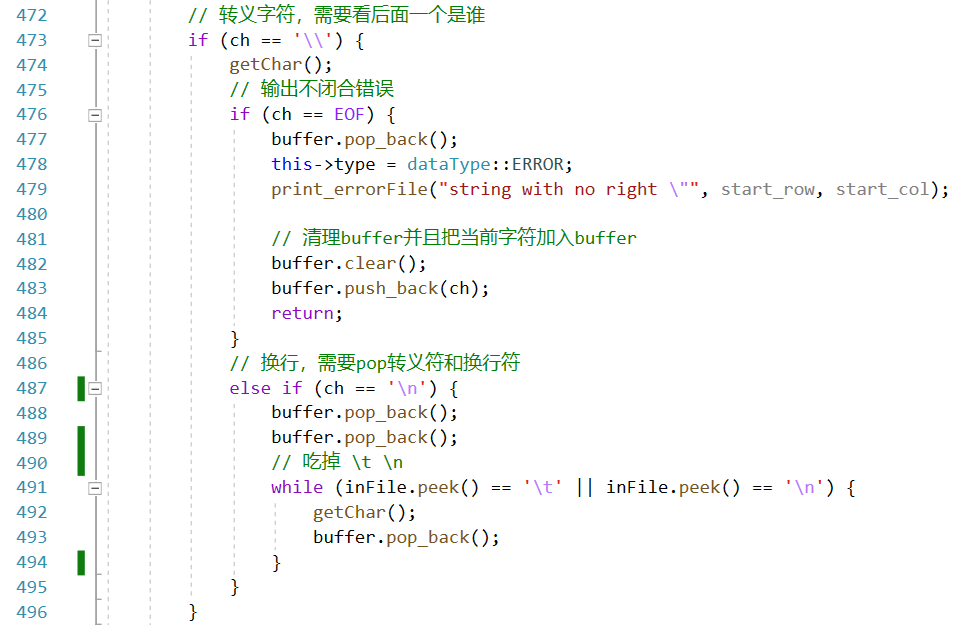 472 // 转义字符，需要看后面一个是谁
473 if (ch == '\\') {
474 getChar();
475 // 输出不闭合错误
476 if (ch == EOF) {
477 buffer.pop_back();
478 this->type = dataType::ERROR;
479 print_errorFile("string with no right \"", start_row, start_col);
480
481 // 清理buffer并且把当前字符加入buffer
482 buffer.clear();
483 buffer.push_back(ch);
484 return;
485 }
486 // 换行，需要pop转义符和换行符
487 else if (ch == '\n') {
488 buffer.pop_back();
489 buffer.pop_back();
490 // 吃掉 \t \n
491 while (inFile.peek() == '\t' || inFile.peek() == '\n') {
492 getChar();
493 buffer.pop_back();
494 }
495 }
496 }